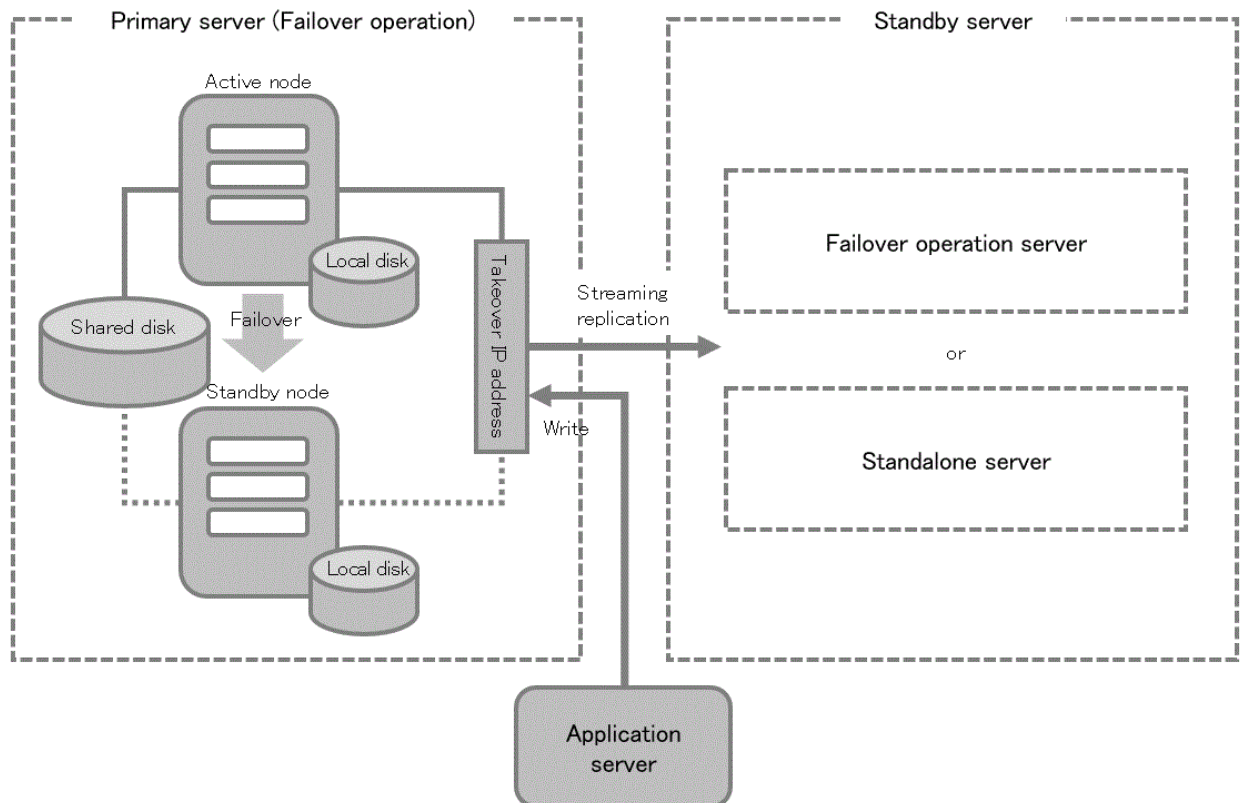 Primary server (Failover operation)
Standby server
Active node
Local disk
Shared disk
Failover
Standby node
Local disk
Takeover IP address
Streaming
replication
Write
Failover operation server
or
Standalone server
Application
server